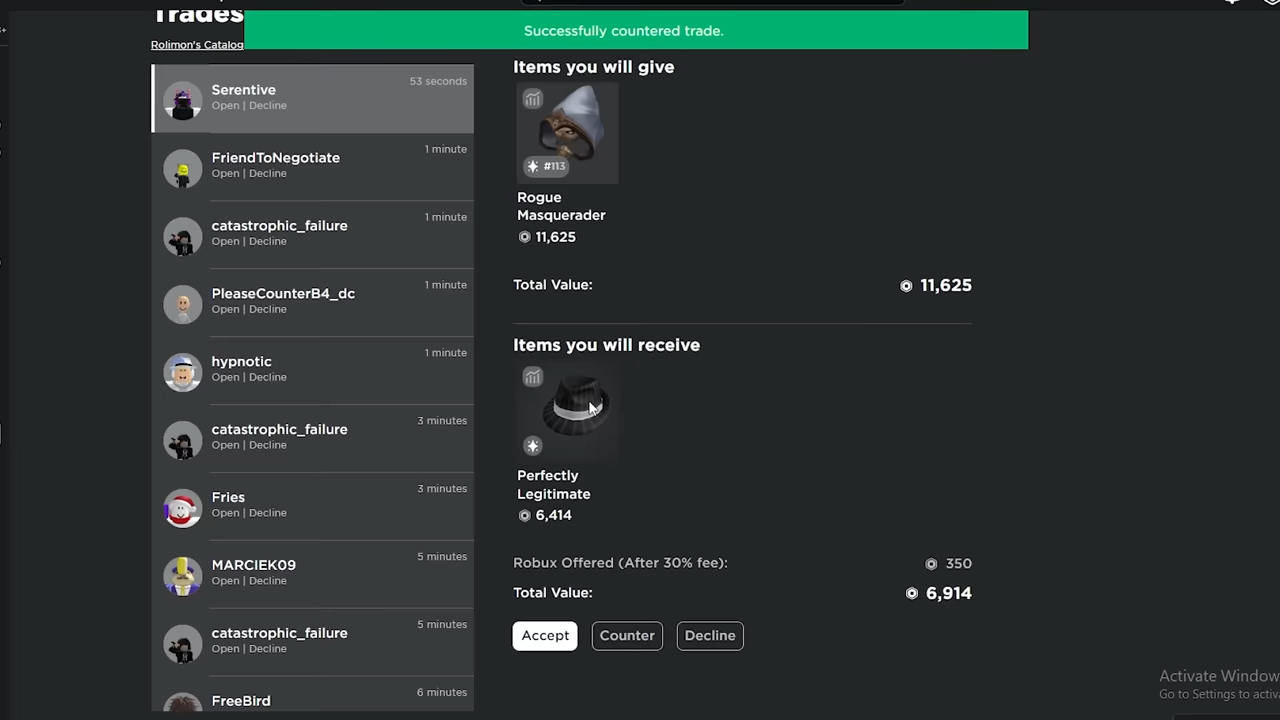 Trades
Successfully countered trade.
Rolimon's Catalog
Serentive
53 seconds
Open | Decline
FriendToNegotiate
1 minute
Open | Decline
catastrophic_failure
1 minute
Open | Decline
PleaseCounterB4_dc
1 minute
Open | Decline
hypnotic
1 minute
Open | Decline
catastrophic_failure
3 minutes
Open | Decline
Fries
3 minutes
Open | Decline
MARCIEK09
5 minutes
Open | Decline
catastrophic_failure
5 minutes
Open | Decline
FreeBird
6 minutes
Items you will give
#113
Rogue
Masquerader
11,625
Total Value:
11,625
Items you will receive
Perfectly
Legitimate
6,414
Robux Offered (After 30% fee):
350
Total Value:
6,914
Accept
Counter
Decline
Activate Window
Go to Settings to activ